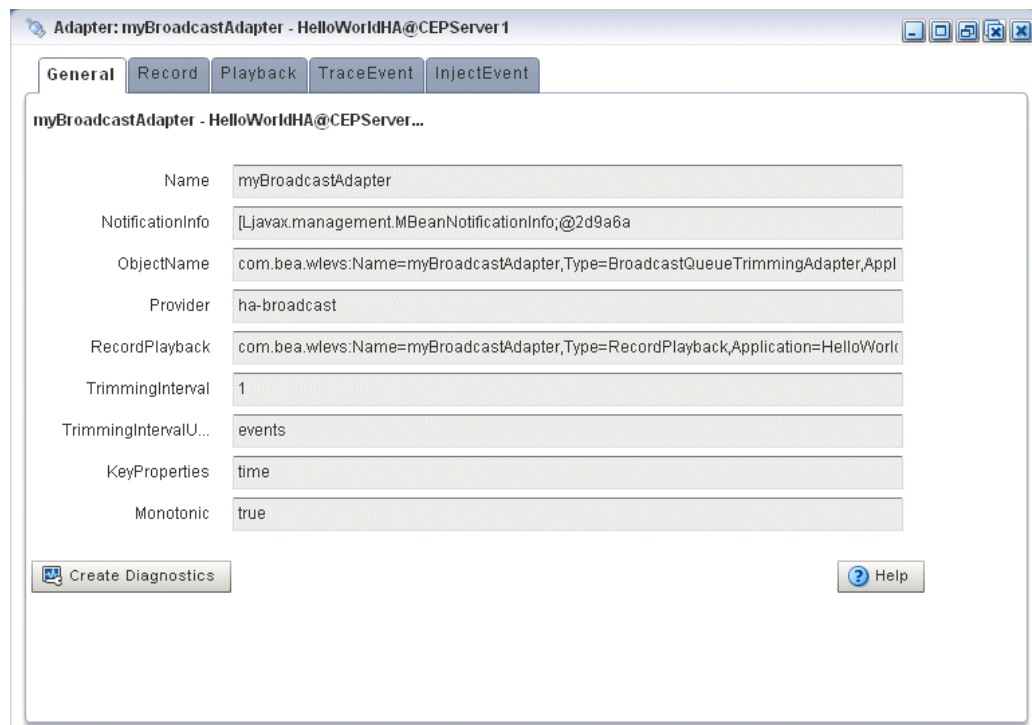 Adapter: myBroadcastAdapter - HelloWorldHA@CEPServer1
General Record Playback TraceEvent InjectEvent
myBroadcastAdapter - HelloWorldHA@CEPServer...
Name myBroadcastAdapter
NotificationInfo [Ljavax.management.MBeanNotificationInfo;@2d9a6a
ObjectName com.bea.wlevs:Name=myBroadcastAdapter,Type=BroadcastQueueTrimmingAdapter,Appl
Provider ha-broadcast
RecordPlayback com.bea.wlevs:Name=myBroadcastAdapter,Type=RecordPlayback,Application=HelloWorld
TrimmingInterval 1
TrimmingIntervalU... events
KeyProperties time
Monotonic true
Create Diagnostics Help